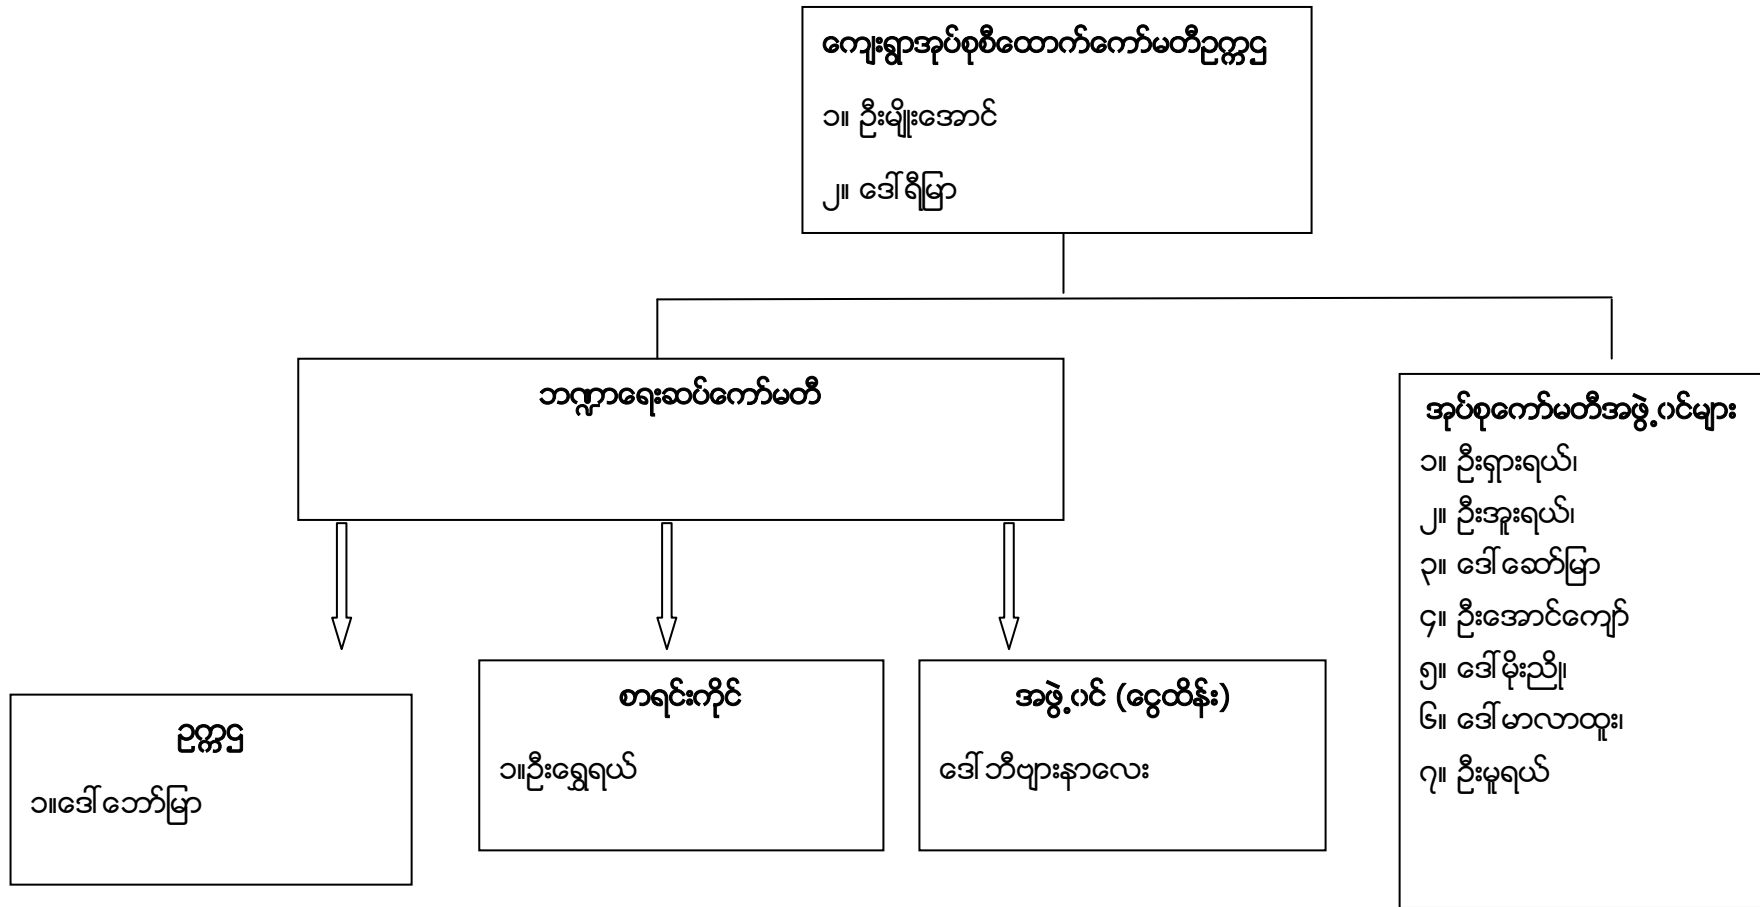 ကျေးရွာအုပ်စုစီထောက်ကော်မတီဥက္ကဌ
၁။ ဦးမျိုးအောင်
၂။ ဒေါ်ရီမြာ
ဘဏ္ဍာရေးဆပ်ကော်မတီ
အုပ်စုကော်မတီအဖွဲ့ဝင်များ
၁။ ဦးရှားရယ်၊
၂။ ဦးအူးရယ်၊
၃။ ဒေါ်ဆော်မြာ
၄။ ဦးအောင်ကျော်
၅။ ဒေါ်မိုးညို၊
၆။ ဒေါ်မာလာထူး၊
၇။ ဦးမူရယ်
ဥက္ကဌ
၁။ဒေါ်ဘော်မြာ
စာရင်းကိုင်
၁။ဦးရွှေရယ်
အဖွဲ့ဝင် (ငွေထိန်း)
ဒေါ်ဘီဗျားနာလေး